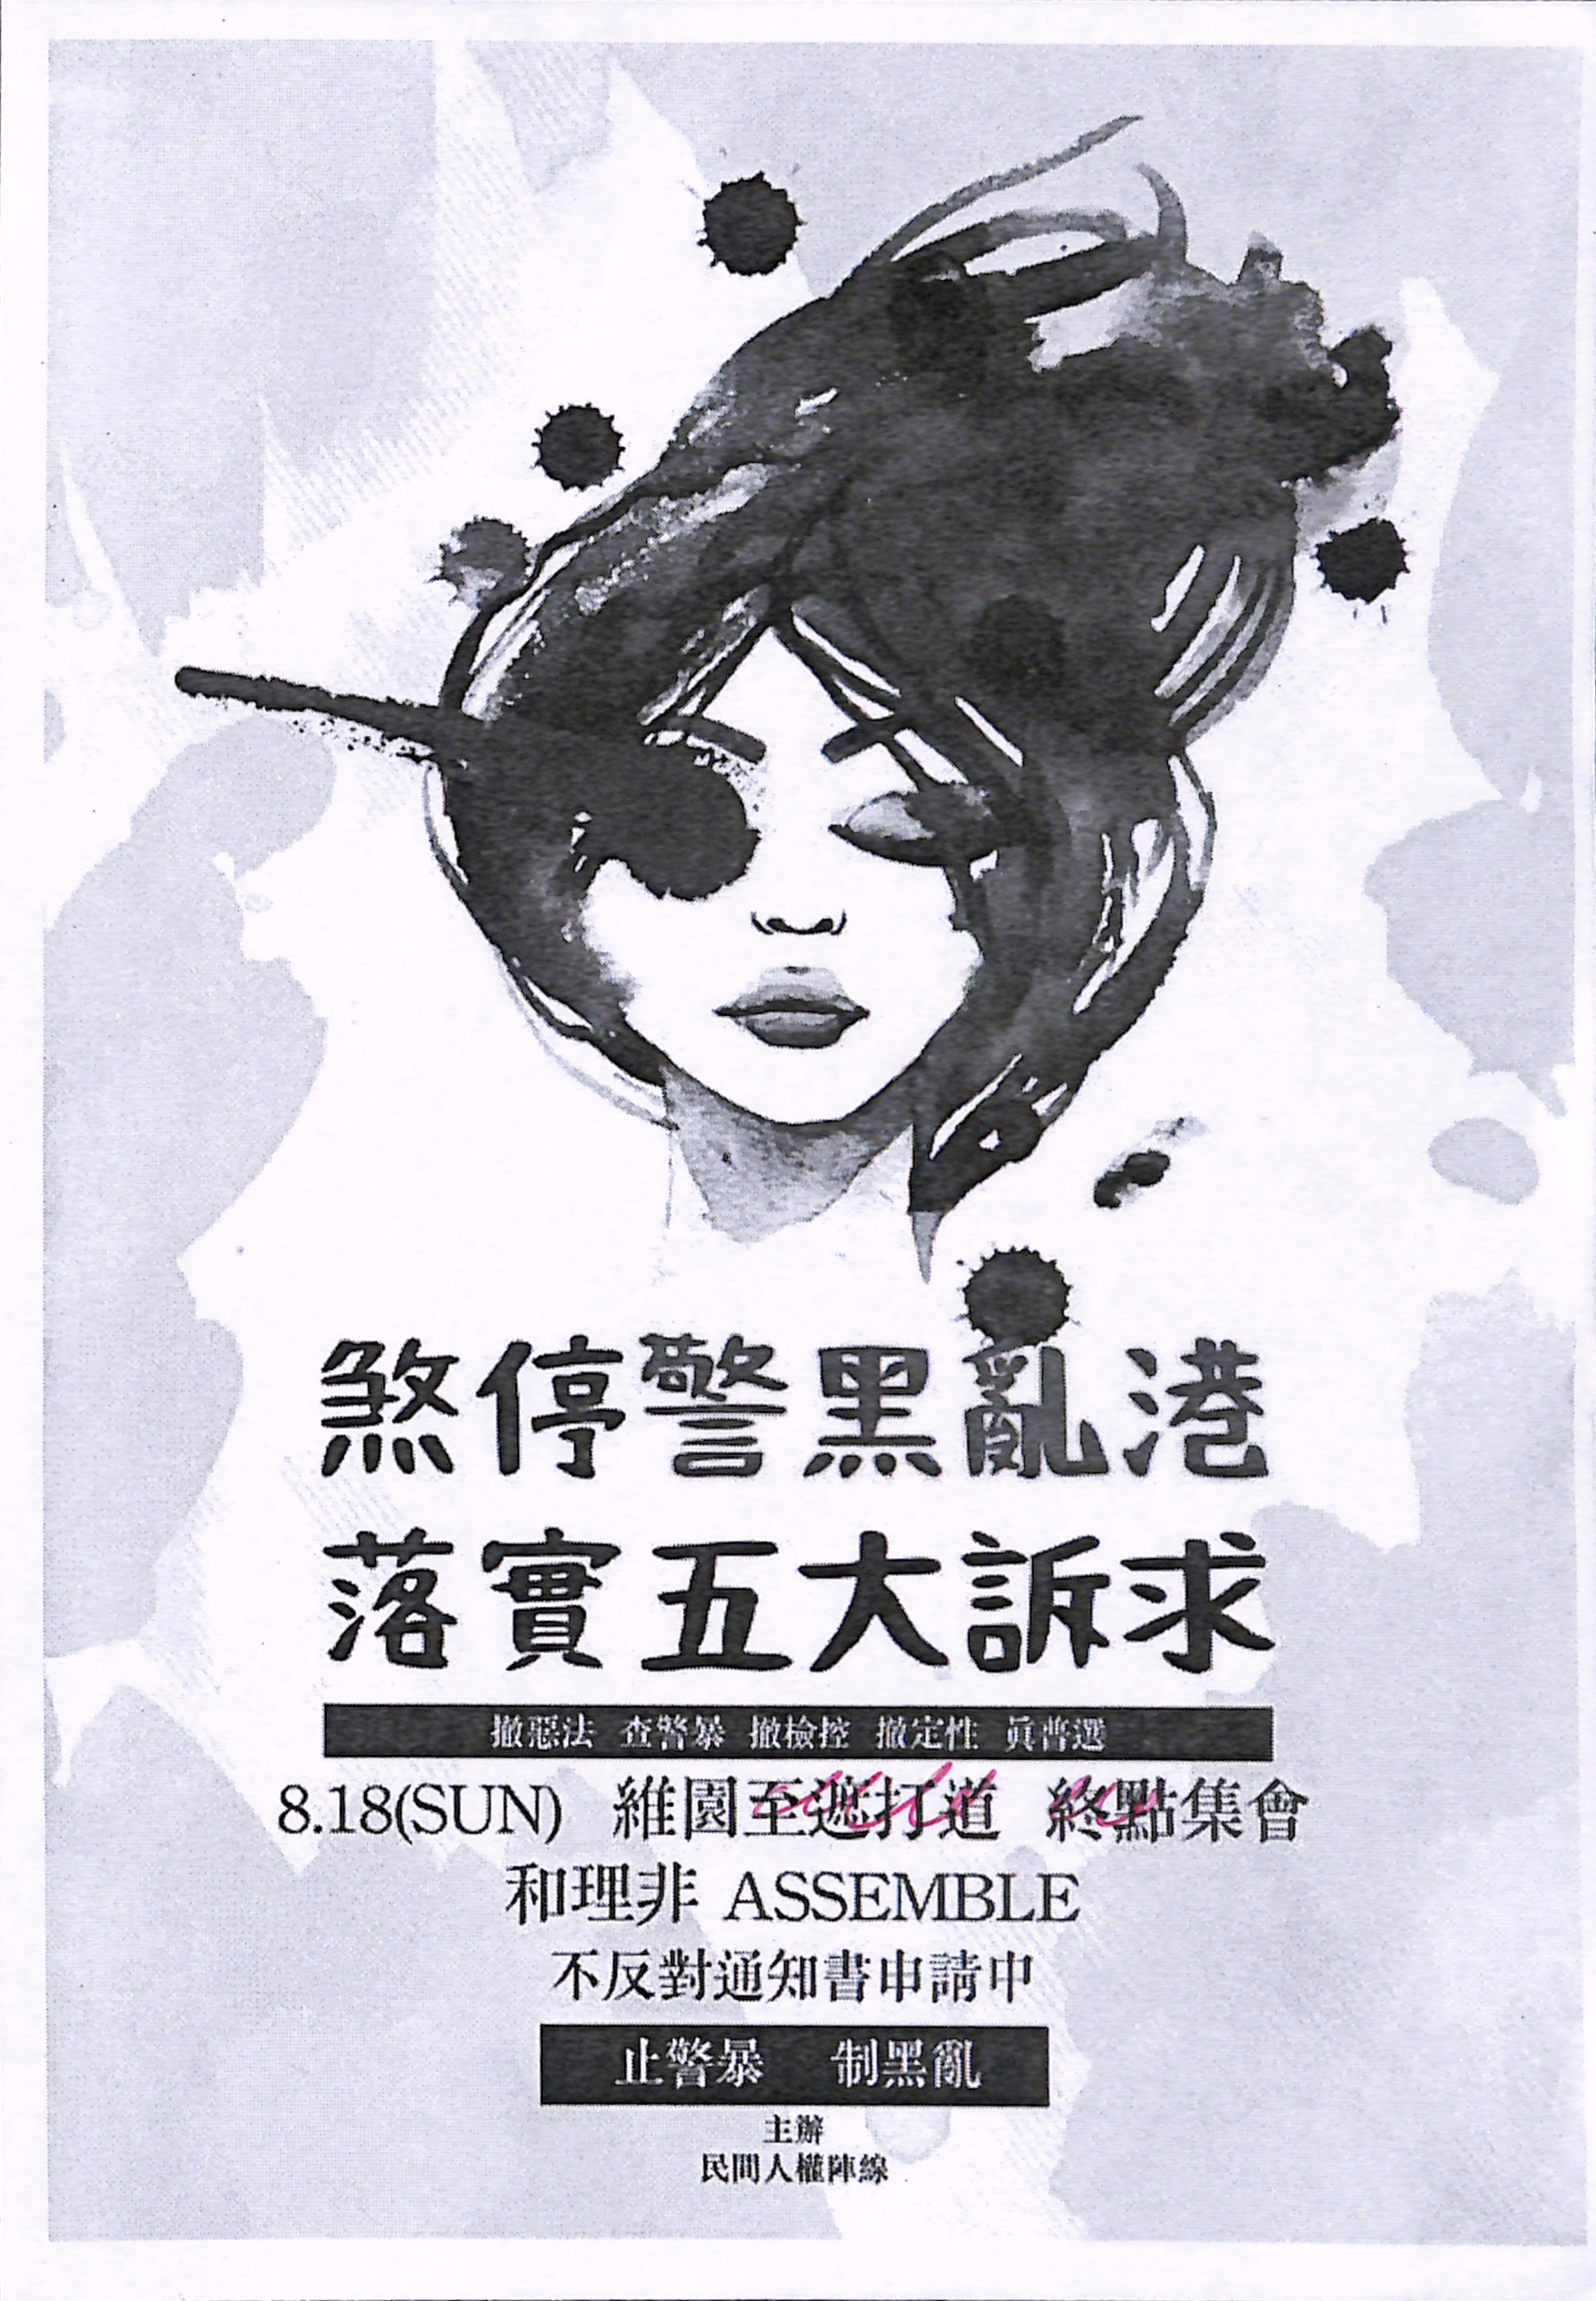 煞停警黑亂港
落實五大訴求
撤惡法 查警暴 撤檢控 撤定性 真普選
8.18(SUN) 維園至遮打道 終點集會
和理非 ASSEMBLE
不反對通知書申請中
止警暴 制黑亂
主辦
民間人權陣線